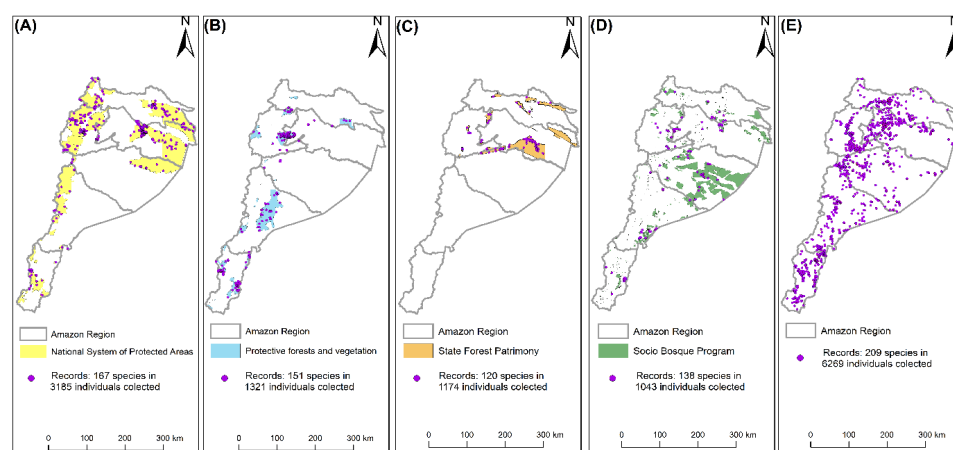 (A)
N
Amazon Region
National System of Protected Areas
Records: 167 species in
3185 individuals colected
0 100 200 300 km
(B)
N
Amazon Region
Protective forests and vegetation
Records: 151 species in
1321 individuals colected
0 100 200 300 km
(C)
N
Amazon Region
State Forest Patrimony
Records: 120 species in
1174 individuals colected
0 100 200 300 km
(D)
N
Amazon Region
Socio Bosque Program
Records: 138 species in
1043 individuals colected
0 100 200 300 km
(E)
N
Amazon Region
Records: 209 species in
6269 individuals colected
0 100 200 300 km